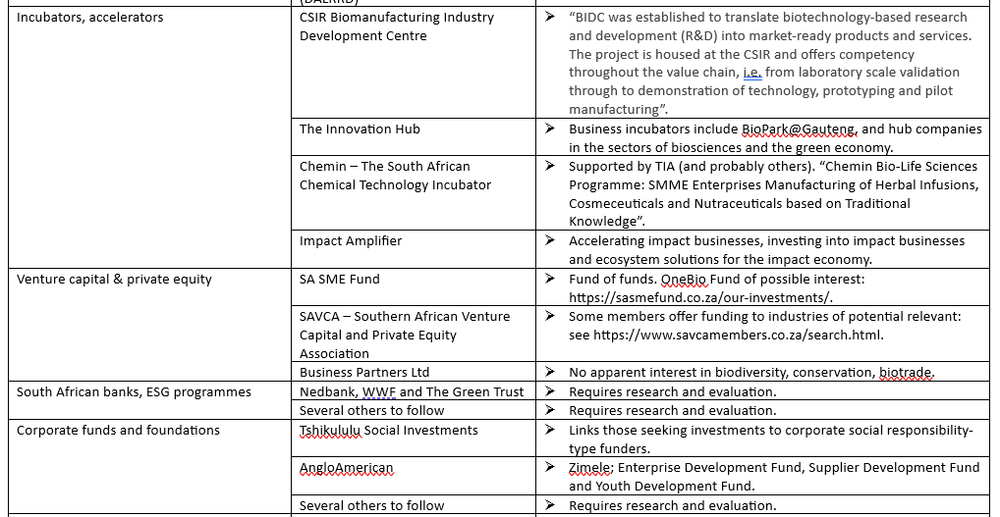 (DALRRD)
Incubators, accelerators
CSIR Biomanufacturing Industry
Development Centre
➢ “BIDC was established to translate biotechnology-based research
and development (R&D) into market-ready products and services.
The project is housed at the CSIR and offers competency
throughout the value chain, i.e. from laboratory scale validation
through to demonstration of technology, prototyping and pilot
manufacturing”.
The Innovation Hub
➢ Business incubators include BioPark@Gauteng, and hub companies
in the sectors of biosciences and the green economy.
Chemin – The South African
Chemical Technology Incubator
➢ Supported by TIA (and probably others). “Chemin Bio-Life Sciences
Programme: SMME Enterprises Manufacturing of Herbal Infusions,
Cosmeceuticals and Nutraceuticals based on Traditional
Knowledge”.
Impact Amplifier
➢ Accelerating impact businesses, investing into impact businesses
and ecosystem solutions for the impact economy.
Venture capital & private equity
SA SME Fund
➢ Fund of funds. OneBio Fund of possible interest:
https://sasmefund.co.za/our-investments/.
SAVCA – Southern African Venture
Capital and Private Equity
Association
➢ Some members offer funding to industries of potential relevant:
see https://www.savcamembers.co.za/search.html.
Business Partners Ltd
➢ No apparent interest in biodiversity, conservation, biotrade.
South African banks, ESG programmes
Nedbank, WWF and The Green Trust
➢ Requires research and evaluation.
Several others to follow
➢ Requires research and evaluation.
Corporate funds and foundations
Tshikululu Social Investments
➢ Links those seeking investments to corporate social responsibility-
type funders.
AngloAmerican
➢ Zimele; Enterprise Development Fund, Supplier Development Fund
and Youth Development Fund.
Several others to follow
➢ Requires research and evaluation.